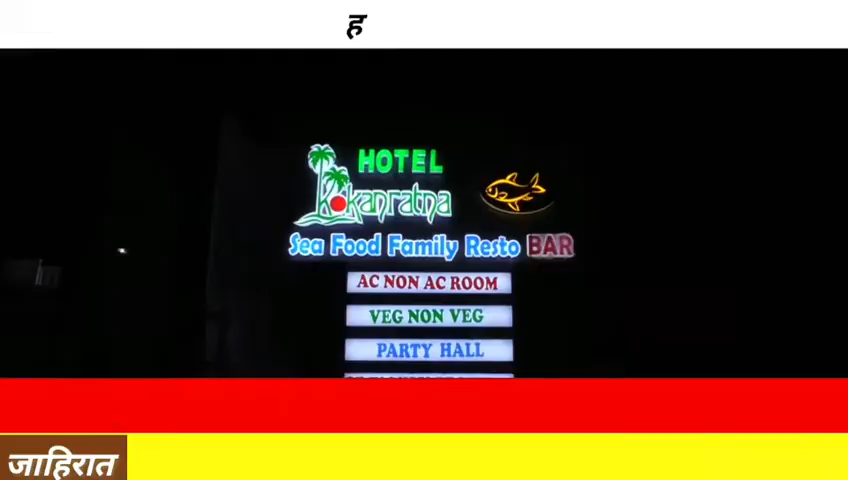 ह
HOTEL
Kokanratna
Sea Food Family Resto BAR
AC NON AC ROOM
VEG NON VEG
PARTY HALL
जाहिरात